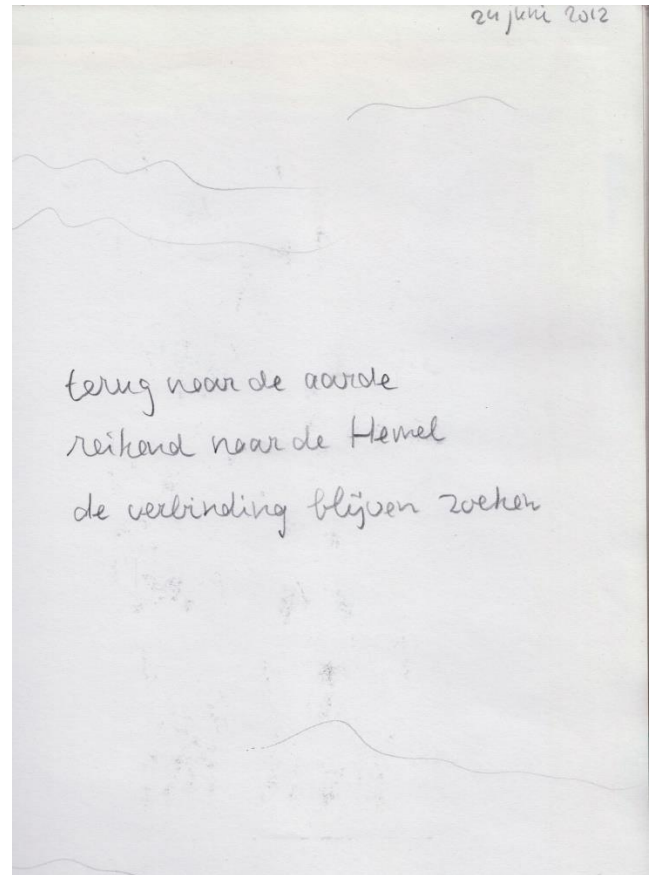 24 juni 2012
terug naar de aarde
reikend naar de Hemel
de verbinding blijven zoeken